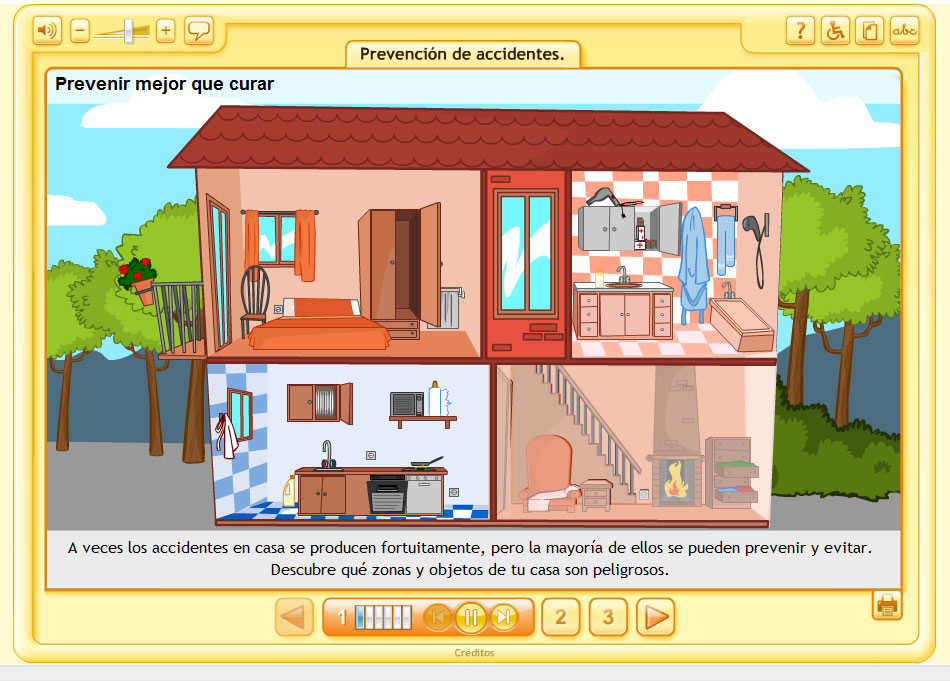 ?
abc
Prevención de accidentes.
Prevenir mejor que curar
A veces los accidentes en casa se producen fortuitamente, pero la mayoría de ellos se pueden prevenir y evitar.
Descubre qué zonas y objetos de tu casa son peligrosos.
1
2
3
Créditos